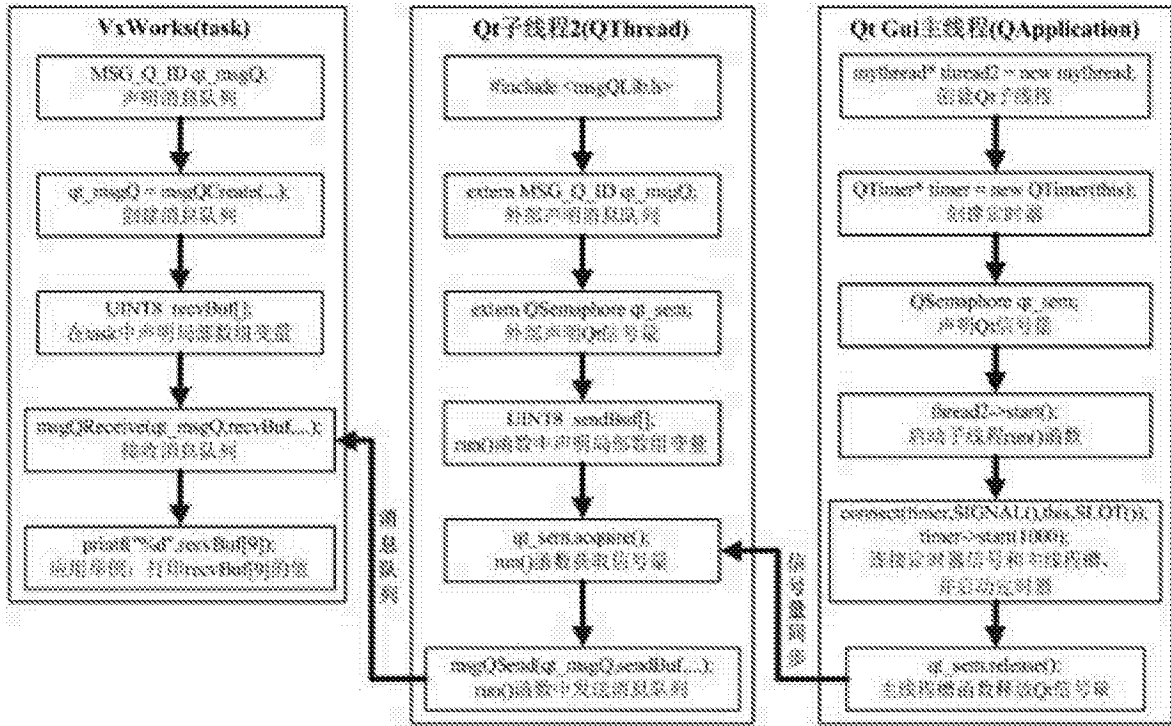 VxWorks(task)
MSG_Q_ID qt_msgQ;
声明消息队列
qt_msgQ = msgQCreate(...);
创建消息队列
UINT8 recvBuf[];
在task中声明局部数组变量
msgQReceive(qt_msgQ,recvBuf,...);
接收消息队列
printf("%d",recvBuf[9]);
应用举例：打印recvBuf[9]的值
消息队列
Qt子线程2(QThread)
#include <msgQLib.h>
extern MSG_Q_ID qt_msgQ;
外部声明消息队列
extern QSemaphore qt_sem;
外部声明Qt信号量
UINT8 sendBuf[];
run()函数中声明局部数组变量
qt_sem.acquire();
run()函数获取信号量
msgQSend(qt_msgQ,sendBuf,...);
run()函数中发送消息队列
信号量同步
Qt Gui主线程(QApplication)
mythread* thread2 = new mythread;
创建Qt子线程
QTimer* timer = new QTimer(this);
创建定时器
QSemaphore qt_sem;
声明Qt信号量
thread2->start();
启动子线程run()函数
connect(timer,SIGNAL(),this,SLOT());
timer->start(1000);
连接定时器信号和主线程槽、
并启动定时器
qt_sem.release();
主线程槽函数释放Qt信号量